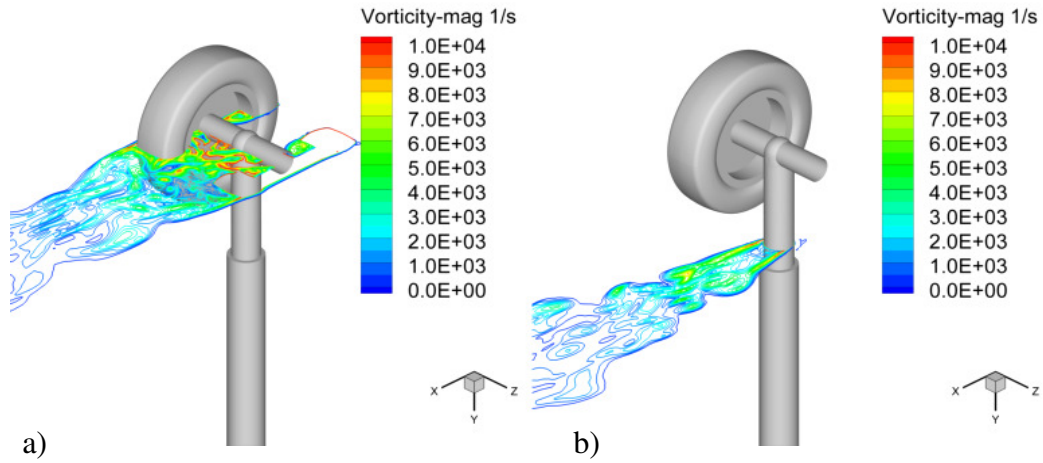 Vorticity-mag 1/s
1.0E+04
9.0E+03
8.0E+03
7.0E+03
6.0E+03
5.0E+03
4.0E+03
3.0E+03
2.0E+03
1.0E+03
0.0E+00
X
Z
Y
a)
Vorticity-mag 1/s
1.0E+04
9.0E+03
8.0E+03
7.0E+03
6.0E+03
5.0E+03
4.0E+03
3.0E+03
2.0E+03
1.0E+03
0.0E+00
X
Z
Y
b)